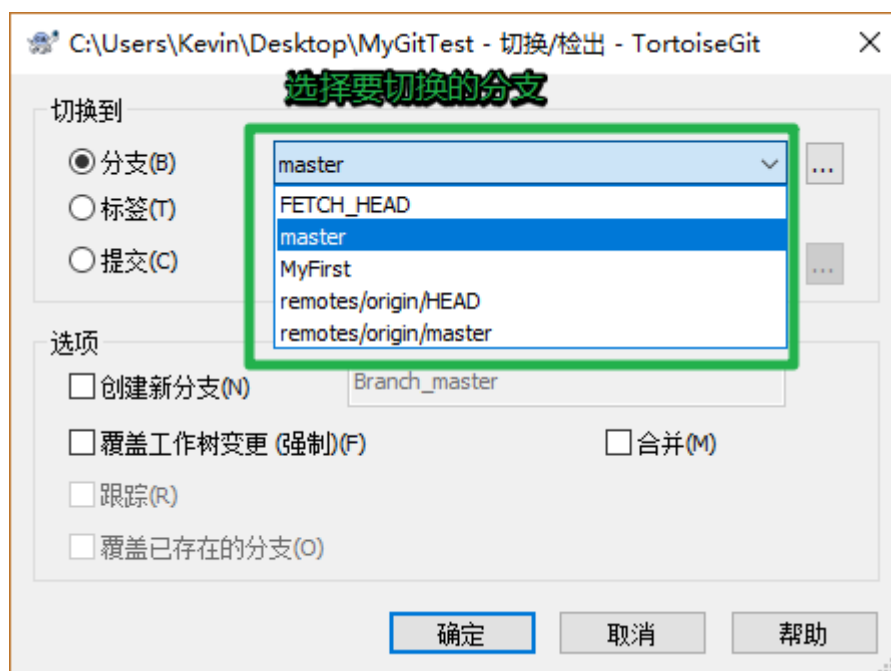 C:\Users\Kevin\Desktop\MyGitTest - 切换/检出 - TortoiseGit
选择要切换的分支
切换到
分支(B)
master
...
FETCH_HEAD
标签(T)
master
MyFirst
提交(C)
...
remotes/origin/HEAD
remotes/origin/master
选项
创建新分支(N)
Branch_master
覆盖工作树变更 (强制)(F)
合并(M)
跟踪(R)
覆盖已存在的分支(O)
确定
取消
帮助